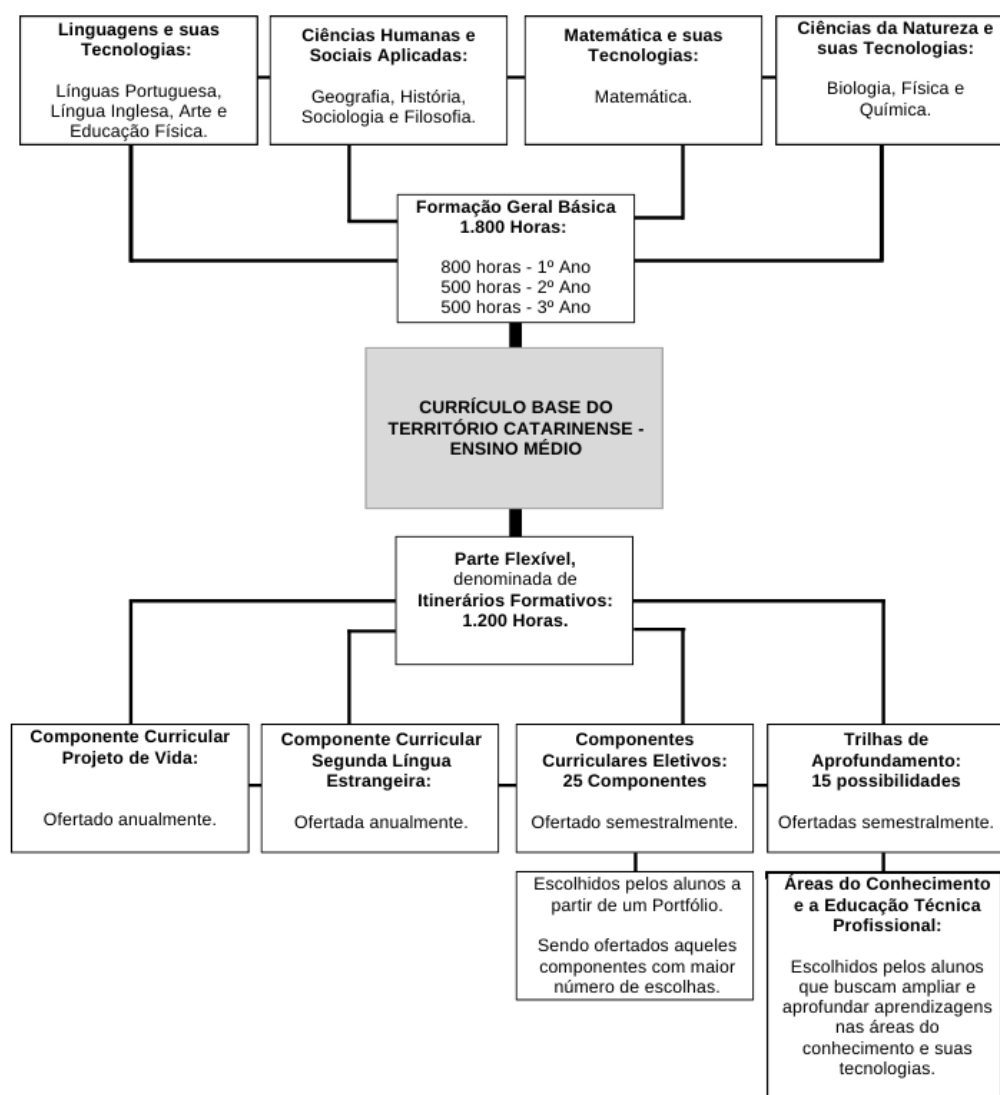 Linguagens e suas
Tecnologias:
Línguas Portuguesa,
Língua Inglesa, Arte e
Educação Física.
Ciências Humanas e
Sociais Aplicadas:
Geografia, História,
Sociologia e Filosofia.
Matemática e suas
Tecnologias:
Matemática.
Ciências da Natureza e
suas Tecnologias:
Biologia, Física e
Química.
Formação Geral Básica
1.800 Horas:
800 horas - 1º Ano
500 horas - 2º Ano
500 horas - 3º Ano
CURRÍCULO BASE DO
TERRITÓRIO CATARINENSE -
ENSINO MÉDIO
Parte Flexível,
denominada de
Itinerários Formativos:
1.200 Horas.
Componente Curricular
Projeto de Vida:
Ofertado anualmente.
Componente Curricular
Segunda Língua
Estrangeira:
Ofertada anualmente.
Componentes
Curriculares Eletivos:
25 Componentes
Ofertado semestralmente.
Trilhas de
Aprofundamento:
15 possibilidades
Ofertadas semestralmente.
Escolhidos pelos alunos a
partir de um Portfólio.
Sendo ofertados aqueles
componentes com maior
número de escolhas.
Áreas do Conhecimento
e a Educação Técnica
Profissional:
Escolhidos pelos alunos
que buscam ampliar e
aprofundar aprendizagens
nas áreas do
conhecimento e suas
tecnologias.